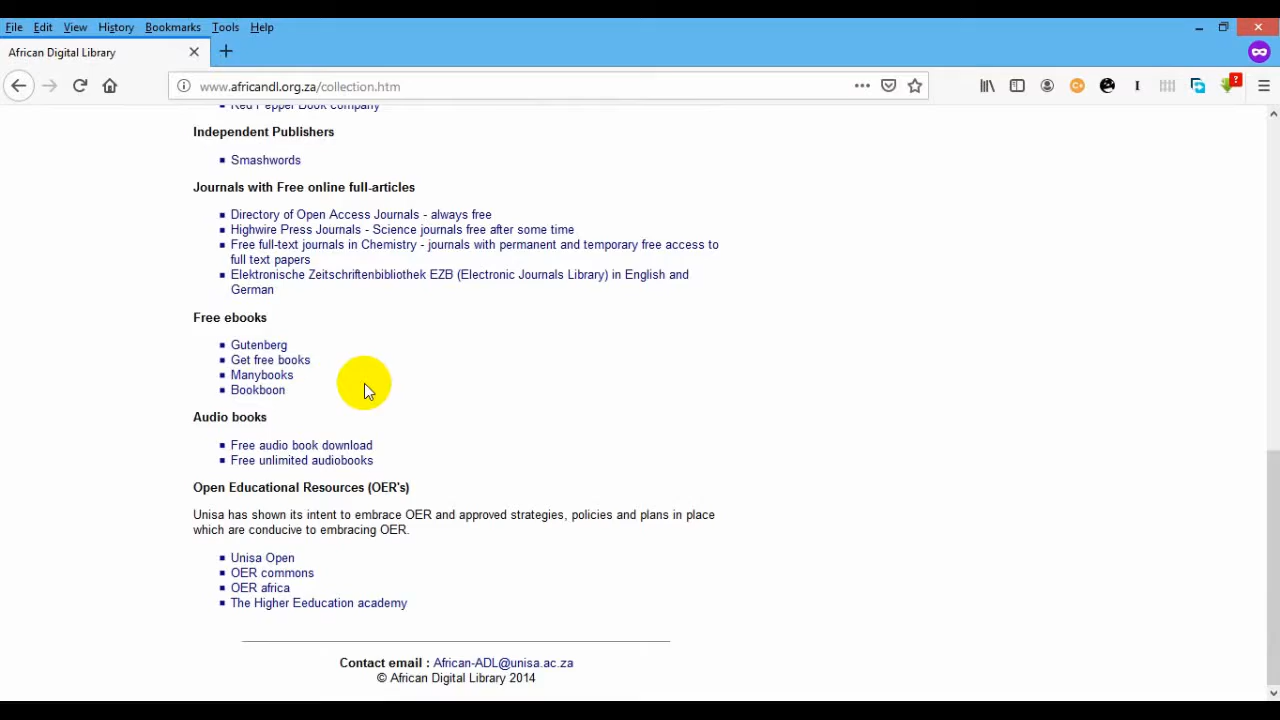 File Edit View History Bookmarks Tools Help
African Digital Library
www.africandl.org.za/collection.htm
Red Pepper Book company
Independent Publishers
Smashwords
Journals with Free online full-articles
Directory of Open Access Journals - always free
Highwire Press Journals - Science journals free after some time
Free full-text journals in Chemistry - journals with permanent and temporary free access to
full text papers
Elektronische Zeitschriftenbibliothek EZB (Electronic Journals Library) in English and
German
Free ebooks
Gutenberg
Get free books
Manybooks
Bookboon
Audio books
Free audio book download
Free unlimited audiobooks
Open Educational Resources (OER's)
Unisa has shown its intent to embrace OER and approved strategies, policies and plans in place
which are conducive to embracing OER.
Unisa Open
OER commons
OER africa
The Higher Eeducation academy
Contact email : African-ADL@unisa.ac.za
© African Digital Library 2014